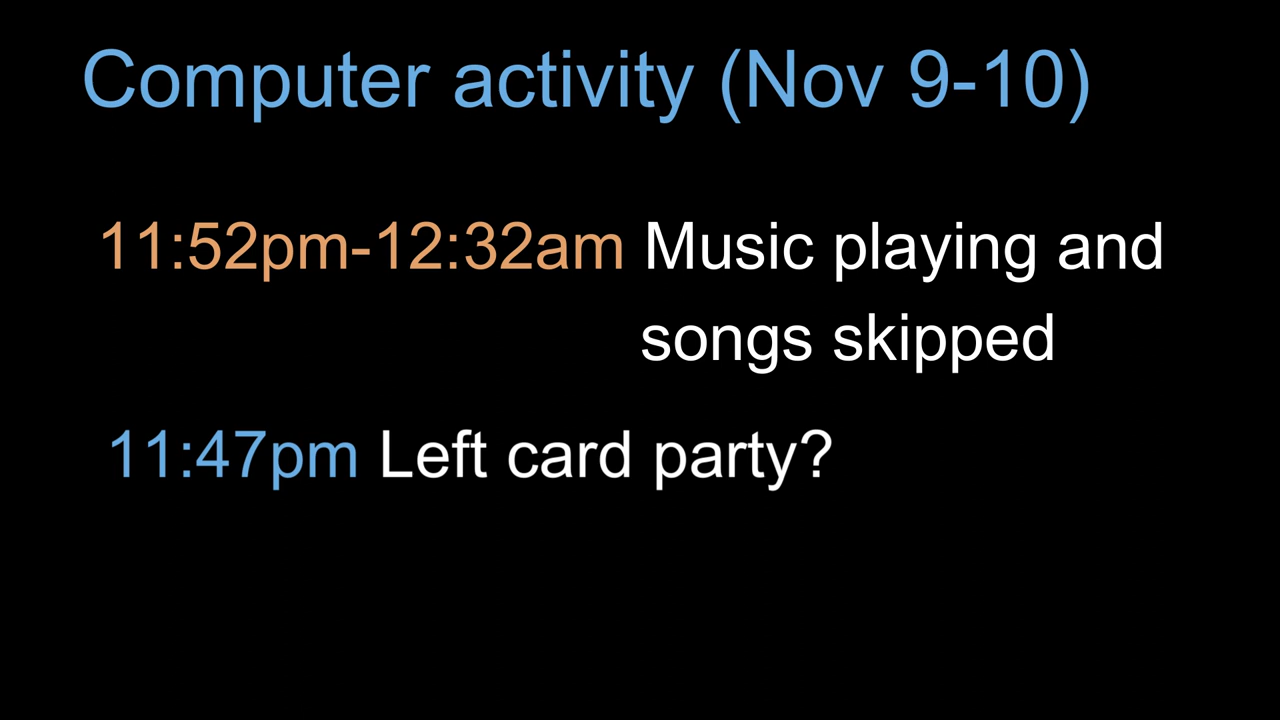 Computer activity (Nov 9-10)
11:52pm-12:32am Music playing and
songs skipped
11:47pm Left card party?